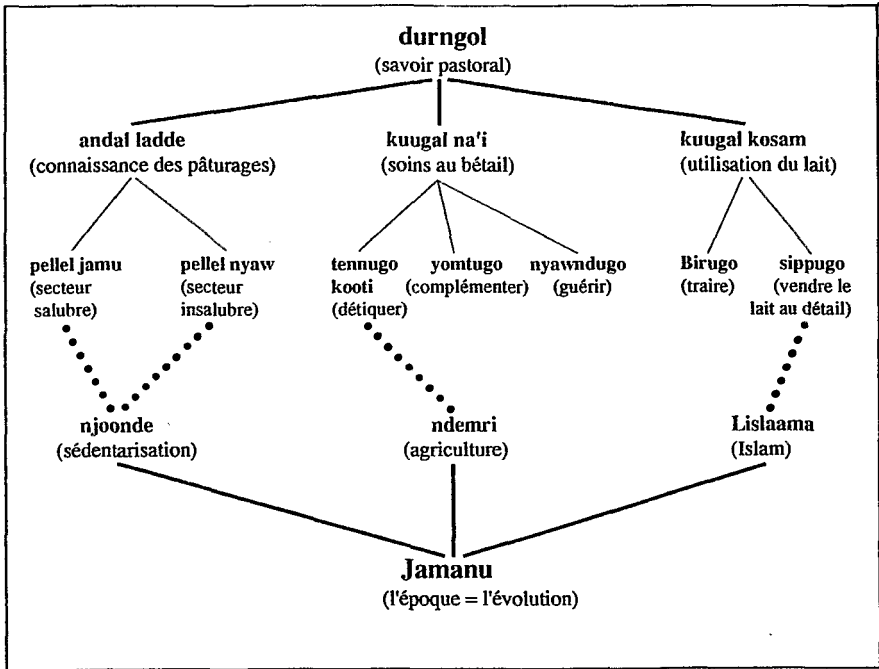 durngol
(savoir pastoral)
andal ladde
(connaissance des pâturages)
kuugal na'i
(soins au bétail)
kuugal kosam
(utilisation du lait)
pellel jamu
(secteur
salubre)
pellel nyaw
(secteur
insalubre)
tennugo
kooti
(détiquer)
yomtugo
(complémenter)
nyawndugo
(guérir)
Birugo
(traire)
sippugo
(vendre le
lait au détail)
njoonde
(sédentarisation)
ndemri
(agriculture)
Lislaama
(Islam)
Jamanu
(l'époque = l'évolution)